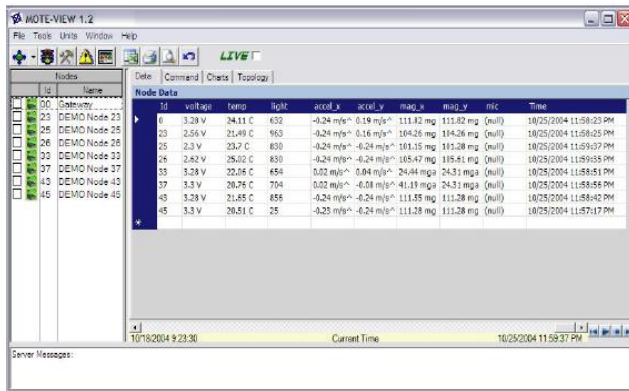 MOTE-VIEW 1.2
File Tools Units Window Help
LIVE
Nodes
Id Name
00 Gateway
23 DEMO Node 23
25 DEMO Node 25
26 DEMO Node 26
33 DEMO Node 33
37 DEMO Node 37
43 DEMO Node 43
45 DEMO Node 45
Data Command Charts Topology
Node Data
Id voltage temp light accel_x accel_y mag_x mag_y mic Time
0 3.28 V 24.11 C 632 -0.24 m/s^ 0.19 m/s^ 111.82 mg 111.82 mg (null) 10/25/2004 11:58:23 PM
23 2.56 V 21.49 C 963 -0.24 m/s^ 0.16 m/s^ 104.26 mg 104.26 mg (null) 10/25/2004 11:58:25 PM
25 2.3 V 23.7 C 830 -0.24 m/s^ -0.24 m/s^ 101.15 mg 101.28 mg (null) 10/25/2004 11:59:37 PM
26 2.62 V 25.02 C 830 -0.24 m/s^ -0.24 m/s^ 105.47 mg 105.61 mg (null) 10/25/2004 11:59:35 PM
33 3.28 V 22.06 C 654 0.02 m/s^ 0.04 m/s^ 24.44 mga 24.31 mga (null) 10/25/2004 11:58:51 PM
37 3.3 V 20.76 C 704 0.02 m/s^ -0.08 m/s^ 41.19 mga 24.31 mga (null) 10/25/2004 11:58:56 PM
43 3.28 V 21.65 C 856 -0.24 m/s^ -0.24 m/s^ 111.55 mg 111.28 mg (null) 10/25/2004 11:58:42 PM
45 3.3 V 20.51 C 25 -0.23 m/s^ -0.24 m/s^ 111.28 mg 111.28 mg (null) 10/25/2004 11:57:17 PM
10/18/2004 9:23:30 Current Time 10/25/2004 11:59:37 PM
Server Messages: